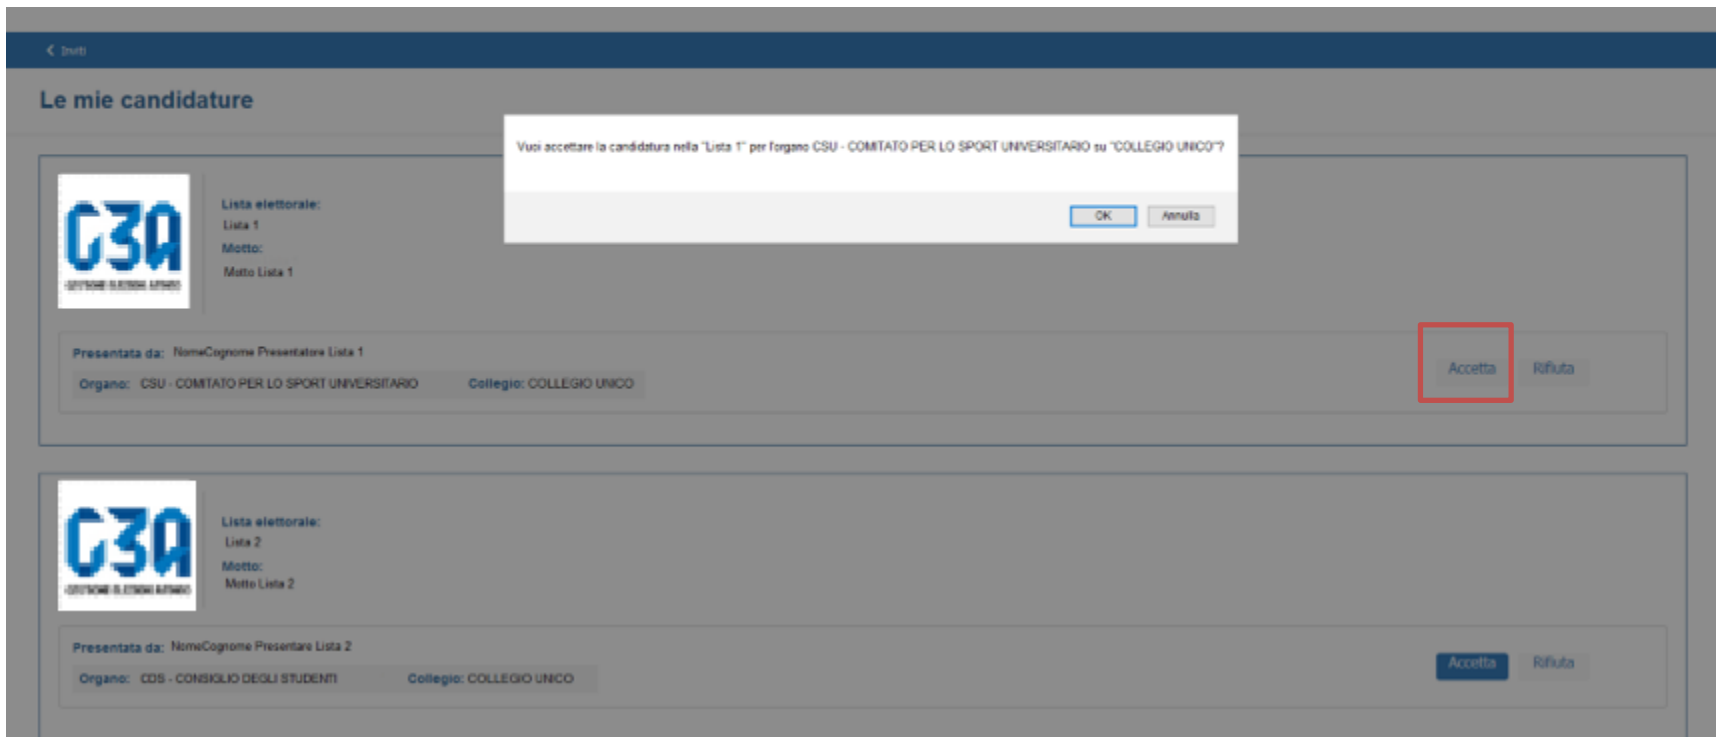 Inviti
Le mie candidature
Vuoi accettare la candidatura nella "Lista 1" per l'organo CSU - COMITATO PER LO SPORT UNIVERSITARIO su "COLLEGIO UNICO"?
OK Annulla
C3A
Lista elettorale:
Lista 1
Motto:
Motto Lista 1
Presentata da: NomeCognome Presentatore Lista 1
Organo: CSU - COMITATO PER LO SPORT UNIVERSITARIO Collegio: COLLEGIO UNICO
Accetta Rifiuta
Lista elettorale:
Lista 2
Motto:
Motto Lista 2
Presentata da: NomeCognome Presentare Lista 2
Organo: CDS - CONSIGLIO DEGLI STUDENTI Collegio: COLLEGIO UNICO
Accetta Rifiuta